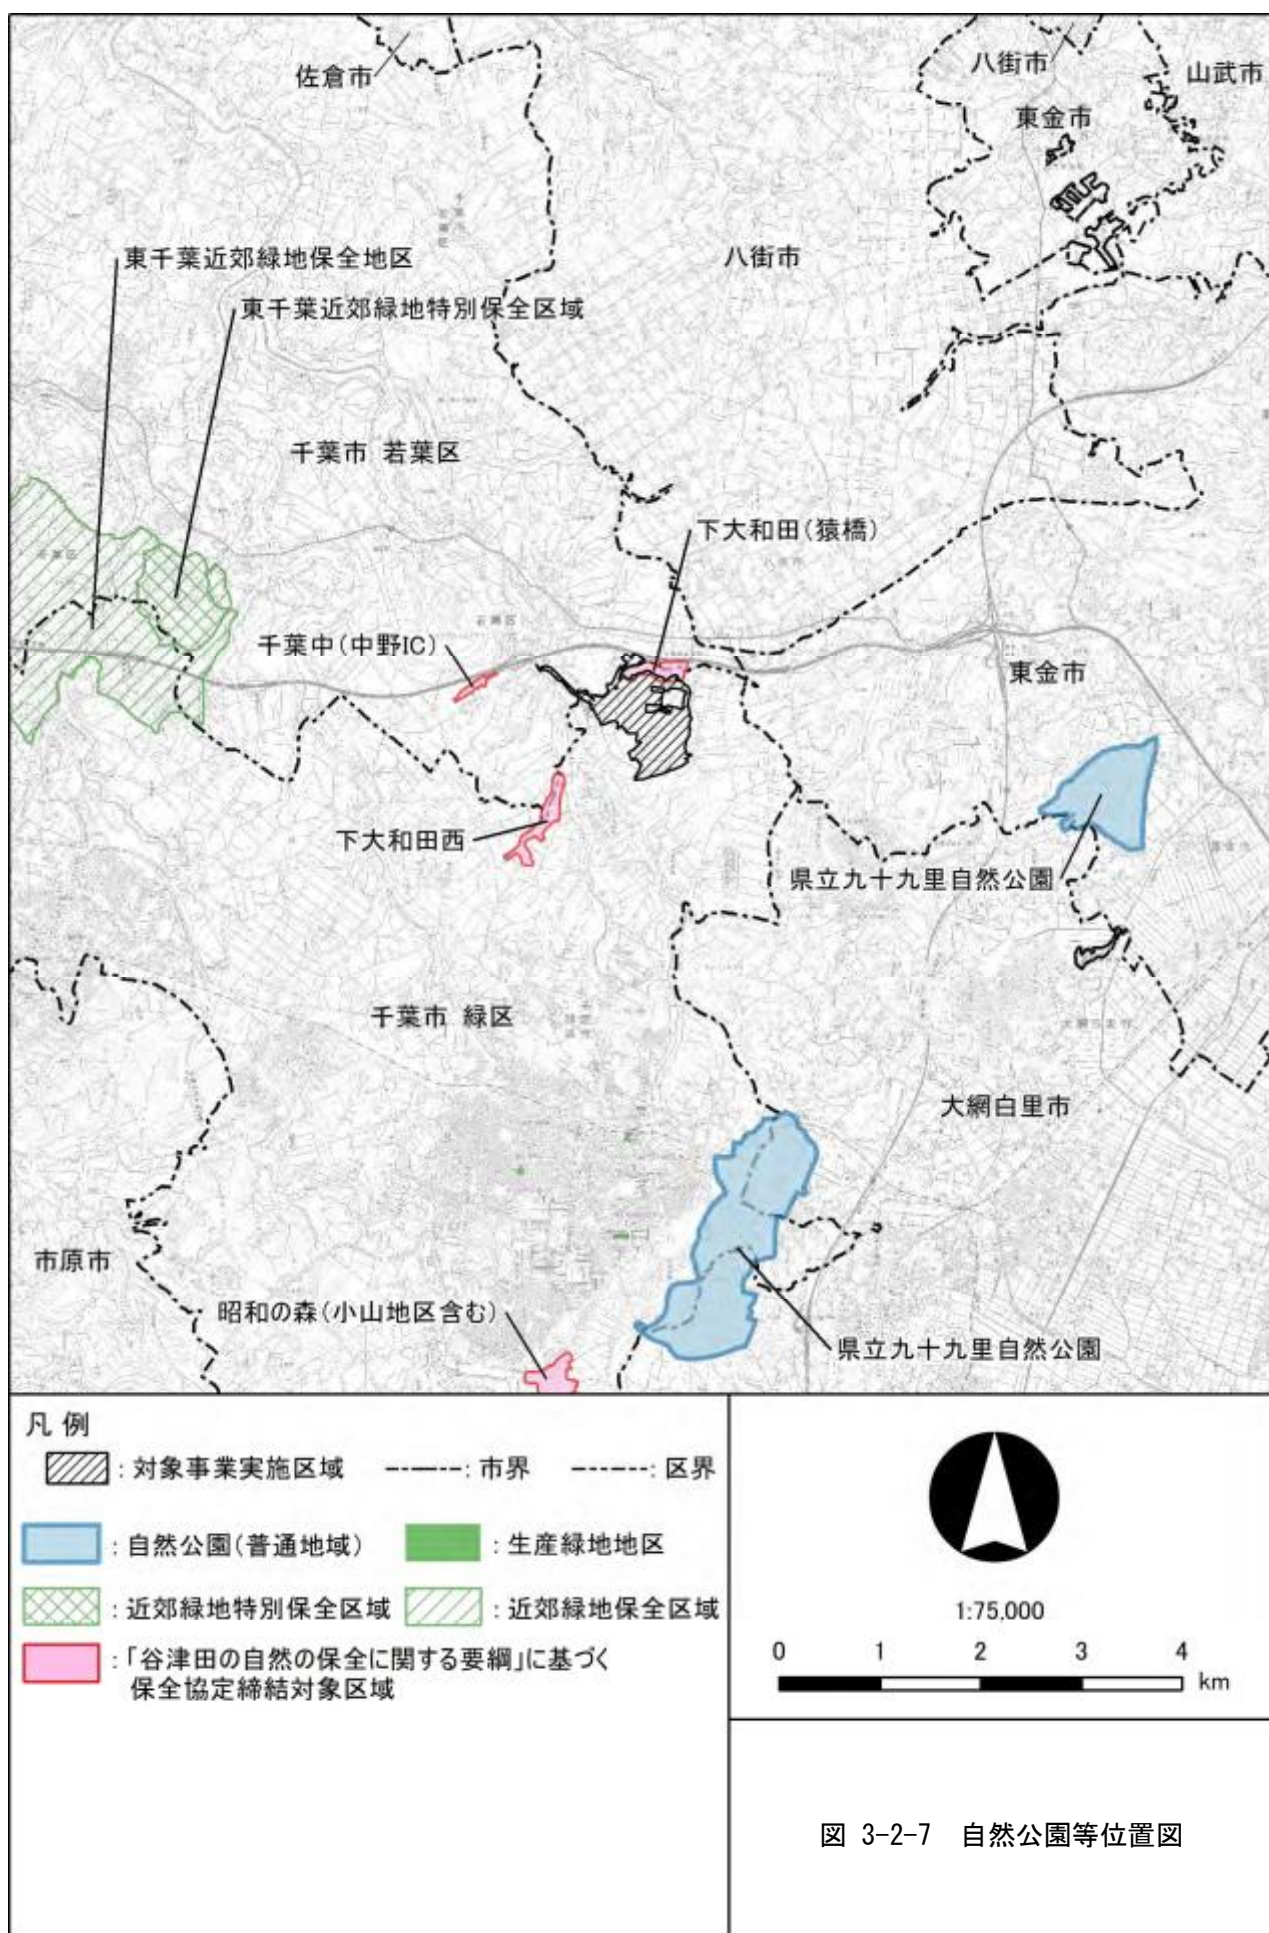 佐倉市
八街市
山武市
東金市
八街市
東千葉近郊緑地保全地区
東千葉近郊緑地特別保全区域
千葉市 若葉区
下大和田(猿橋)
千葉中(中野IC)
東金市
下大和田西
県立九十九里自然公園
千葉市 緑区
大網白里市
市原市
昭和の森(小山地区含む)
県立九十九里自然公園
凡 例
: 対象事業実施区域
: 市界
: 区界
: 自然公園(普通地域)
: 生産緑地地区
: 近郊緑地特別保全区域
: 近郊緑地保全区域
: 「谷津田の自然の保全に関する要綱」に基づく
保全協定締結対象区域
1:75,000
0 1 2 3 4
km
図 3-2-7 自然公園等位置図